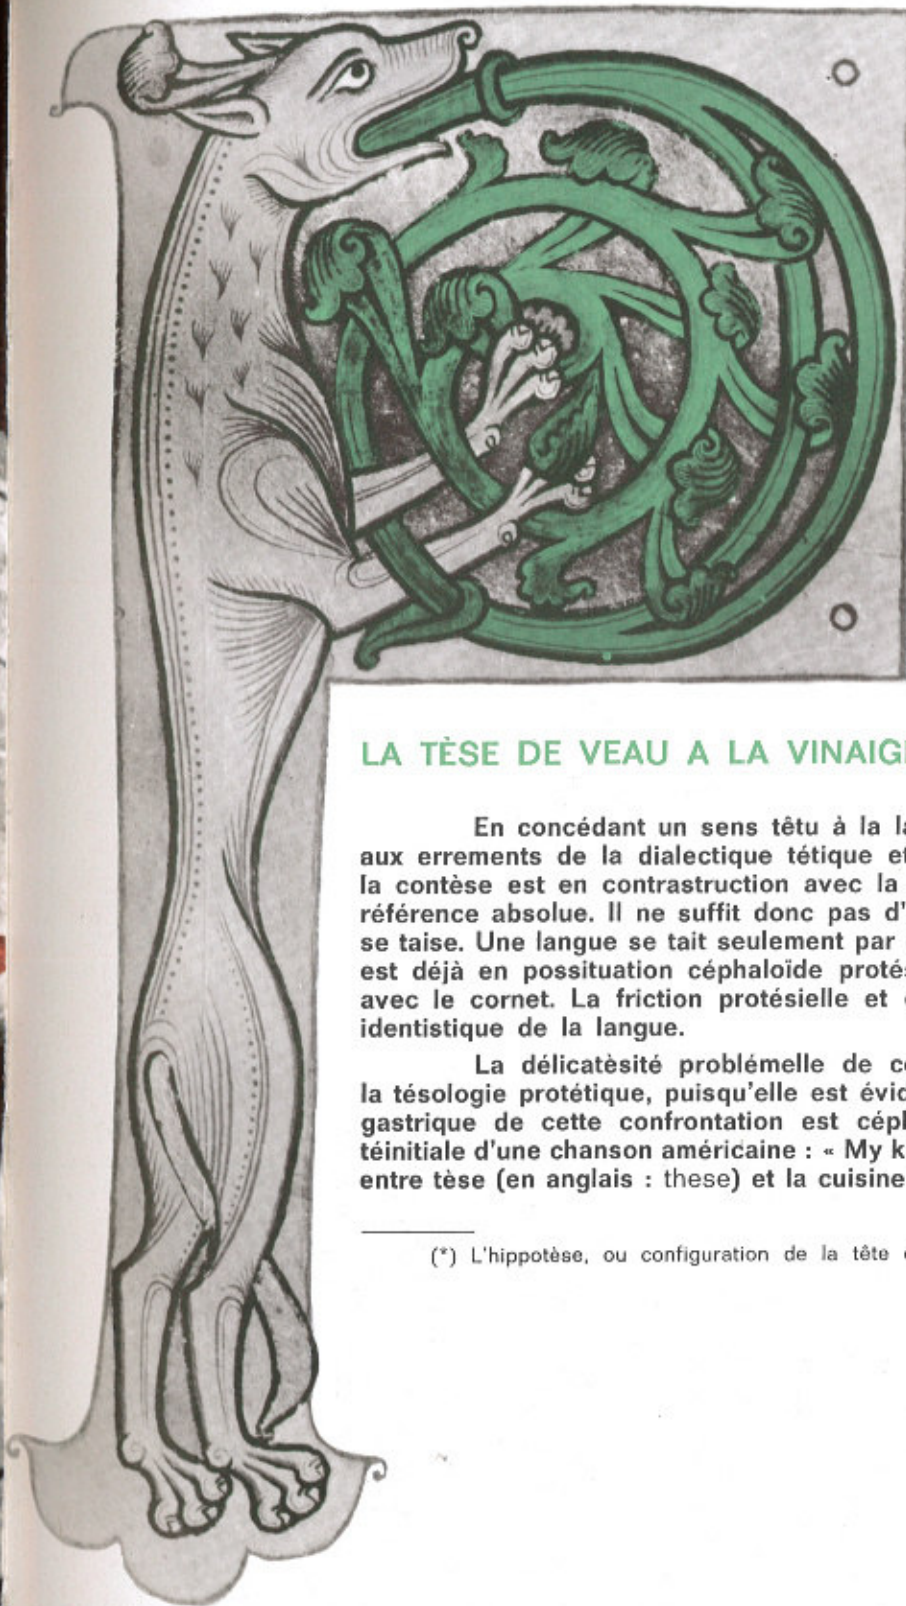 LA TÈSE DE VEAU A LA
En concédant un sens têtu à la
aux errements de la dialectique tétique
la contèse est en contrastruction avec la
référence absolue. Il ne suffit donc pas
se taise. Une langue se tait seulement par
est déjà en possituation céphaloïde
avec le cornet. La friction protésielle et
identistique de la langue.
La délicatèsité problémelle de
la tésologie protétique, puisqu'elle est
gastrique de cette confrontation est
téinitiale d'une chanson américaine : « My
entre tèse (en anglais : these) et la cuisine
(*) L'hippotèse, ou configuration de la tête